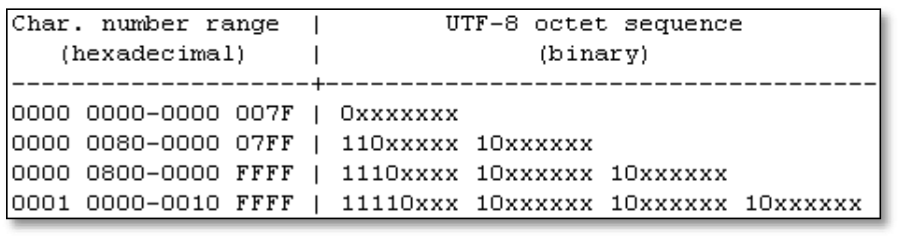 Char. number range | UTF-8 octet sequence
(hexadecimal) | (binary)
--------------------+---------------------------------------------
0000 0000-0000 007F | 0xxxxxxx
0000 0080-0000 07FF | 110xxxxx 10xxxxxx
0000 0800-0000 FFFF | 1110xxxx 10xxxxxx 10xxxxxx
0001 0000-0010 FFFF | 11110xxx 10xxxxxx 10xxxxxx 10xxxxxx